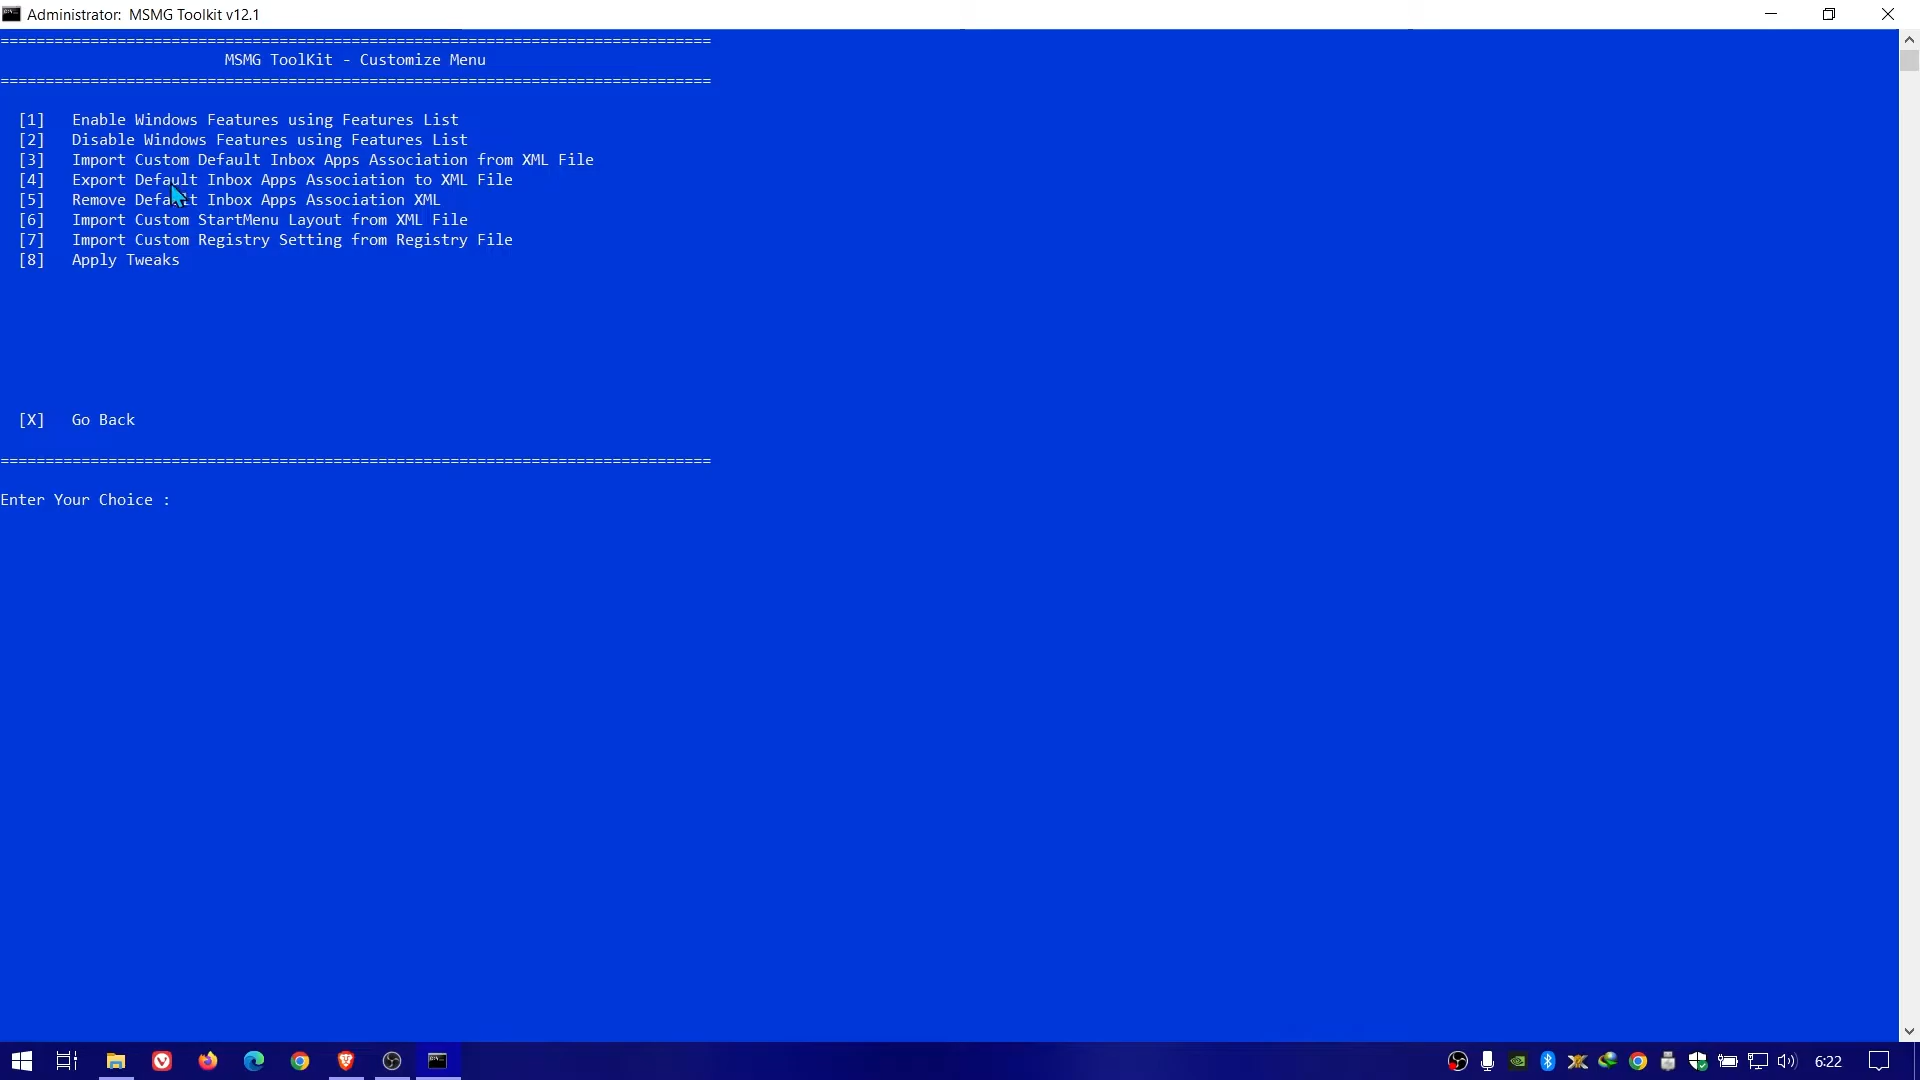 Administrator:  MSMG Toolkit v12.1
===============================================================================
MSMG ToolKit - Customize Menu
===============================================================================
[1]   Enable Windows Features using Features List
[2]   Disable Windows Features using Features List
[3]   Import Custom Default Inbox Apps Association from XML File
[4]   Export Default Inbox Apps Association to XML File
[5]   Remove Default Inbox Apps Association XML
[6]   Import Custom StartMenu Layout from XML File
[7]   Import Custom Registry Setting from Registry File
[8]   Apply Tweaks
[X]   Go Back
===============================================================================
Enter Your Choice :
6:22